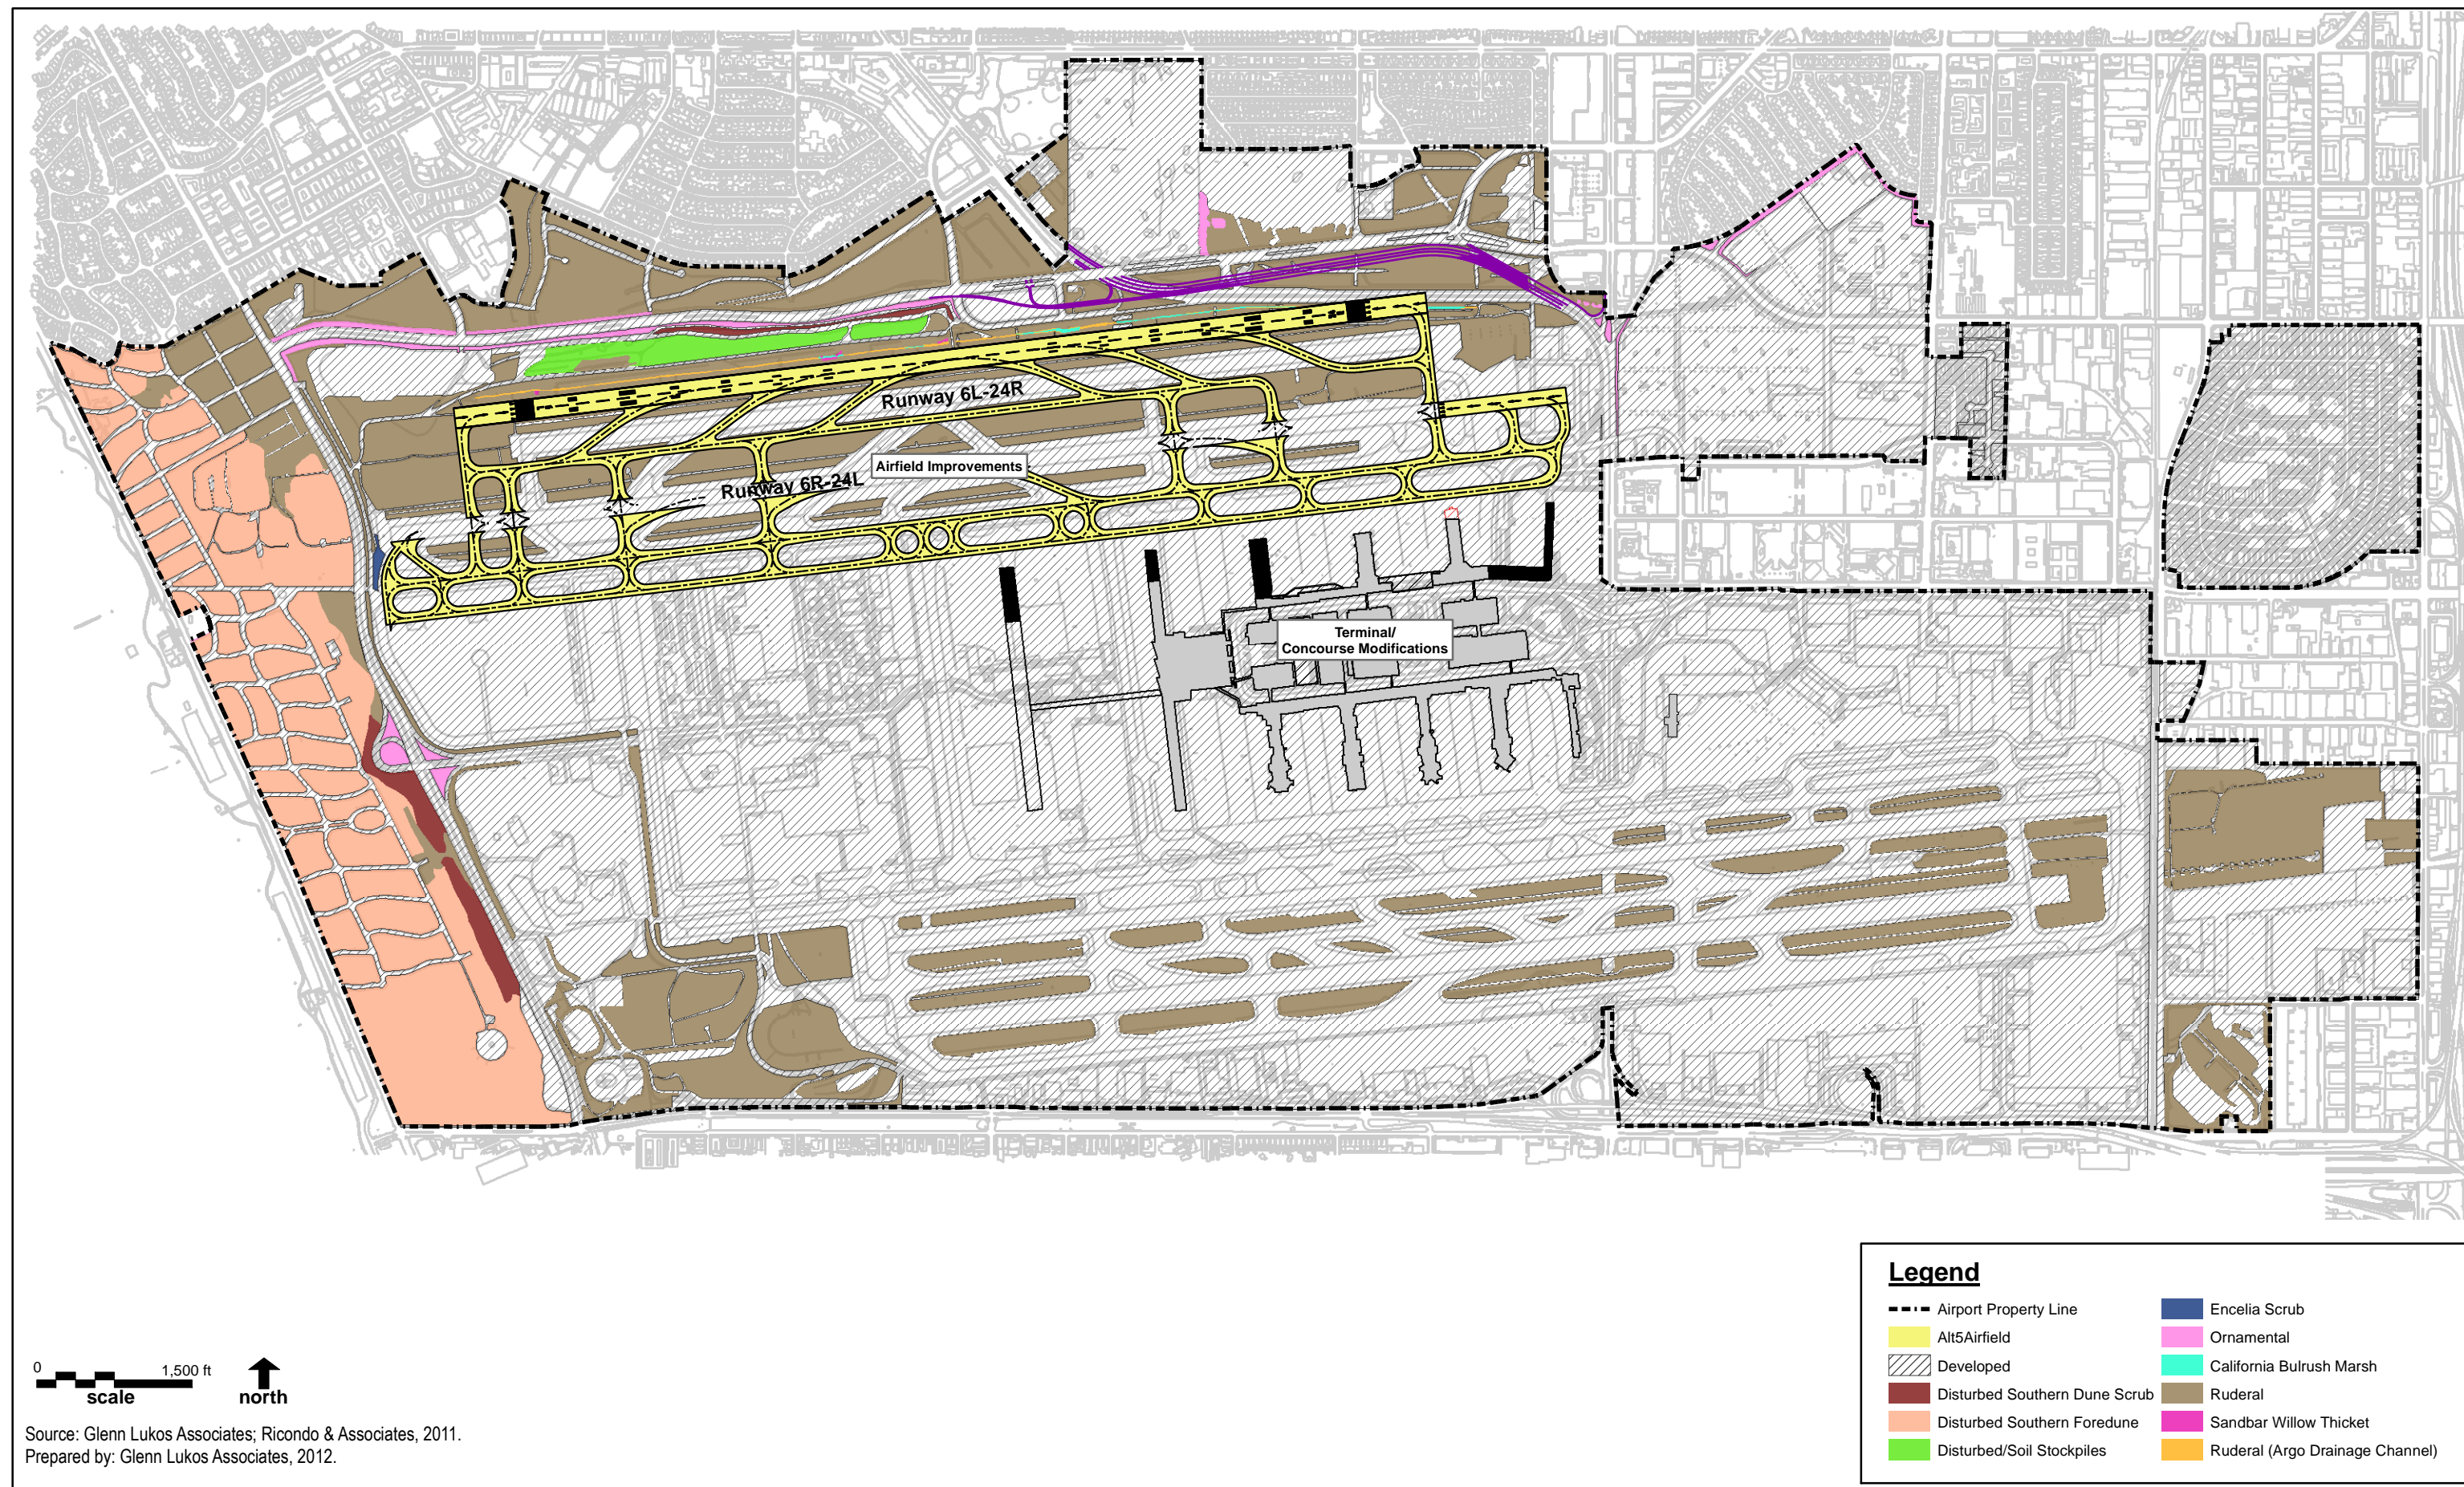 Runway 6L-24R
Airfield Improvements
Runway 6R-24L
Terminal/
Concourse Modifications
Legend
Airport Property Line
Alt5Airfield
Developed
Disturbed Southern Dune Scrub
Disturbed Southern Foredune
Disturbed/Soil Stockpiles
Encelia Scrub
Ornamental
California Bulrush Marsh
Ruderal
Sandbar Willow Thicket
Ruderal (Argo Drainage Channel)
0 1,500 ft
scale
north
Source: Glenn Lukos Associates; Ricondo & Associates, 2011.
Prepared by: Glenn Lukos Associates, 2012.